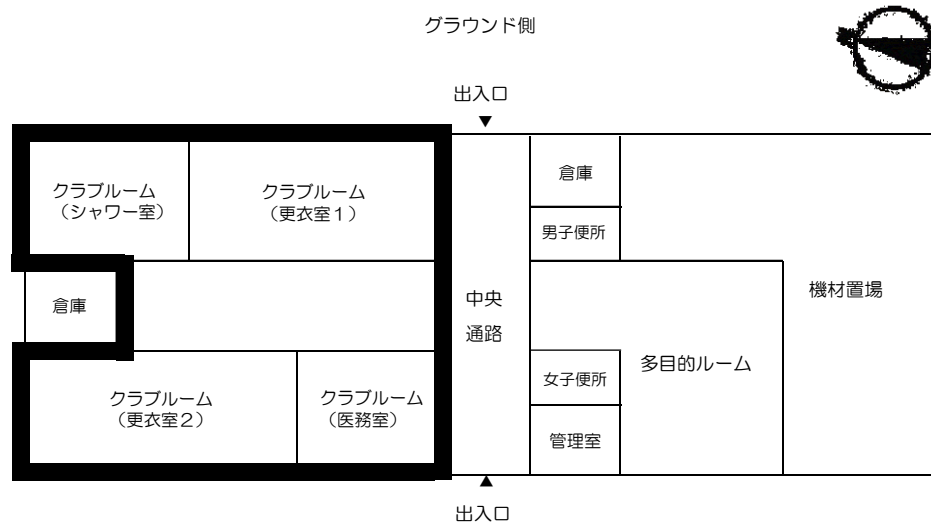 グラウンド側
出入口
▼
クラブルーム
（シャワー室）
クラブルーム
（更衣室１）
倉庫
男子便所
倉庫
中央
通路
機材置場
多目的ルーム
女子便所
管理室
クラブルーム
（更衣室２）
クラブルーム
（医務室）
▲
出入口